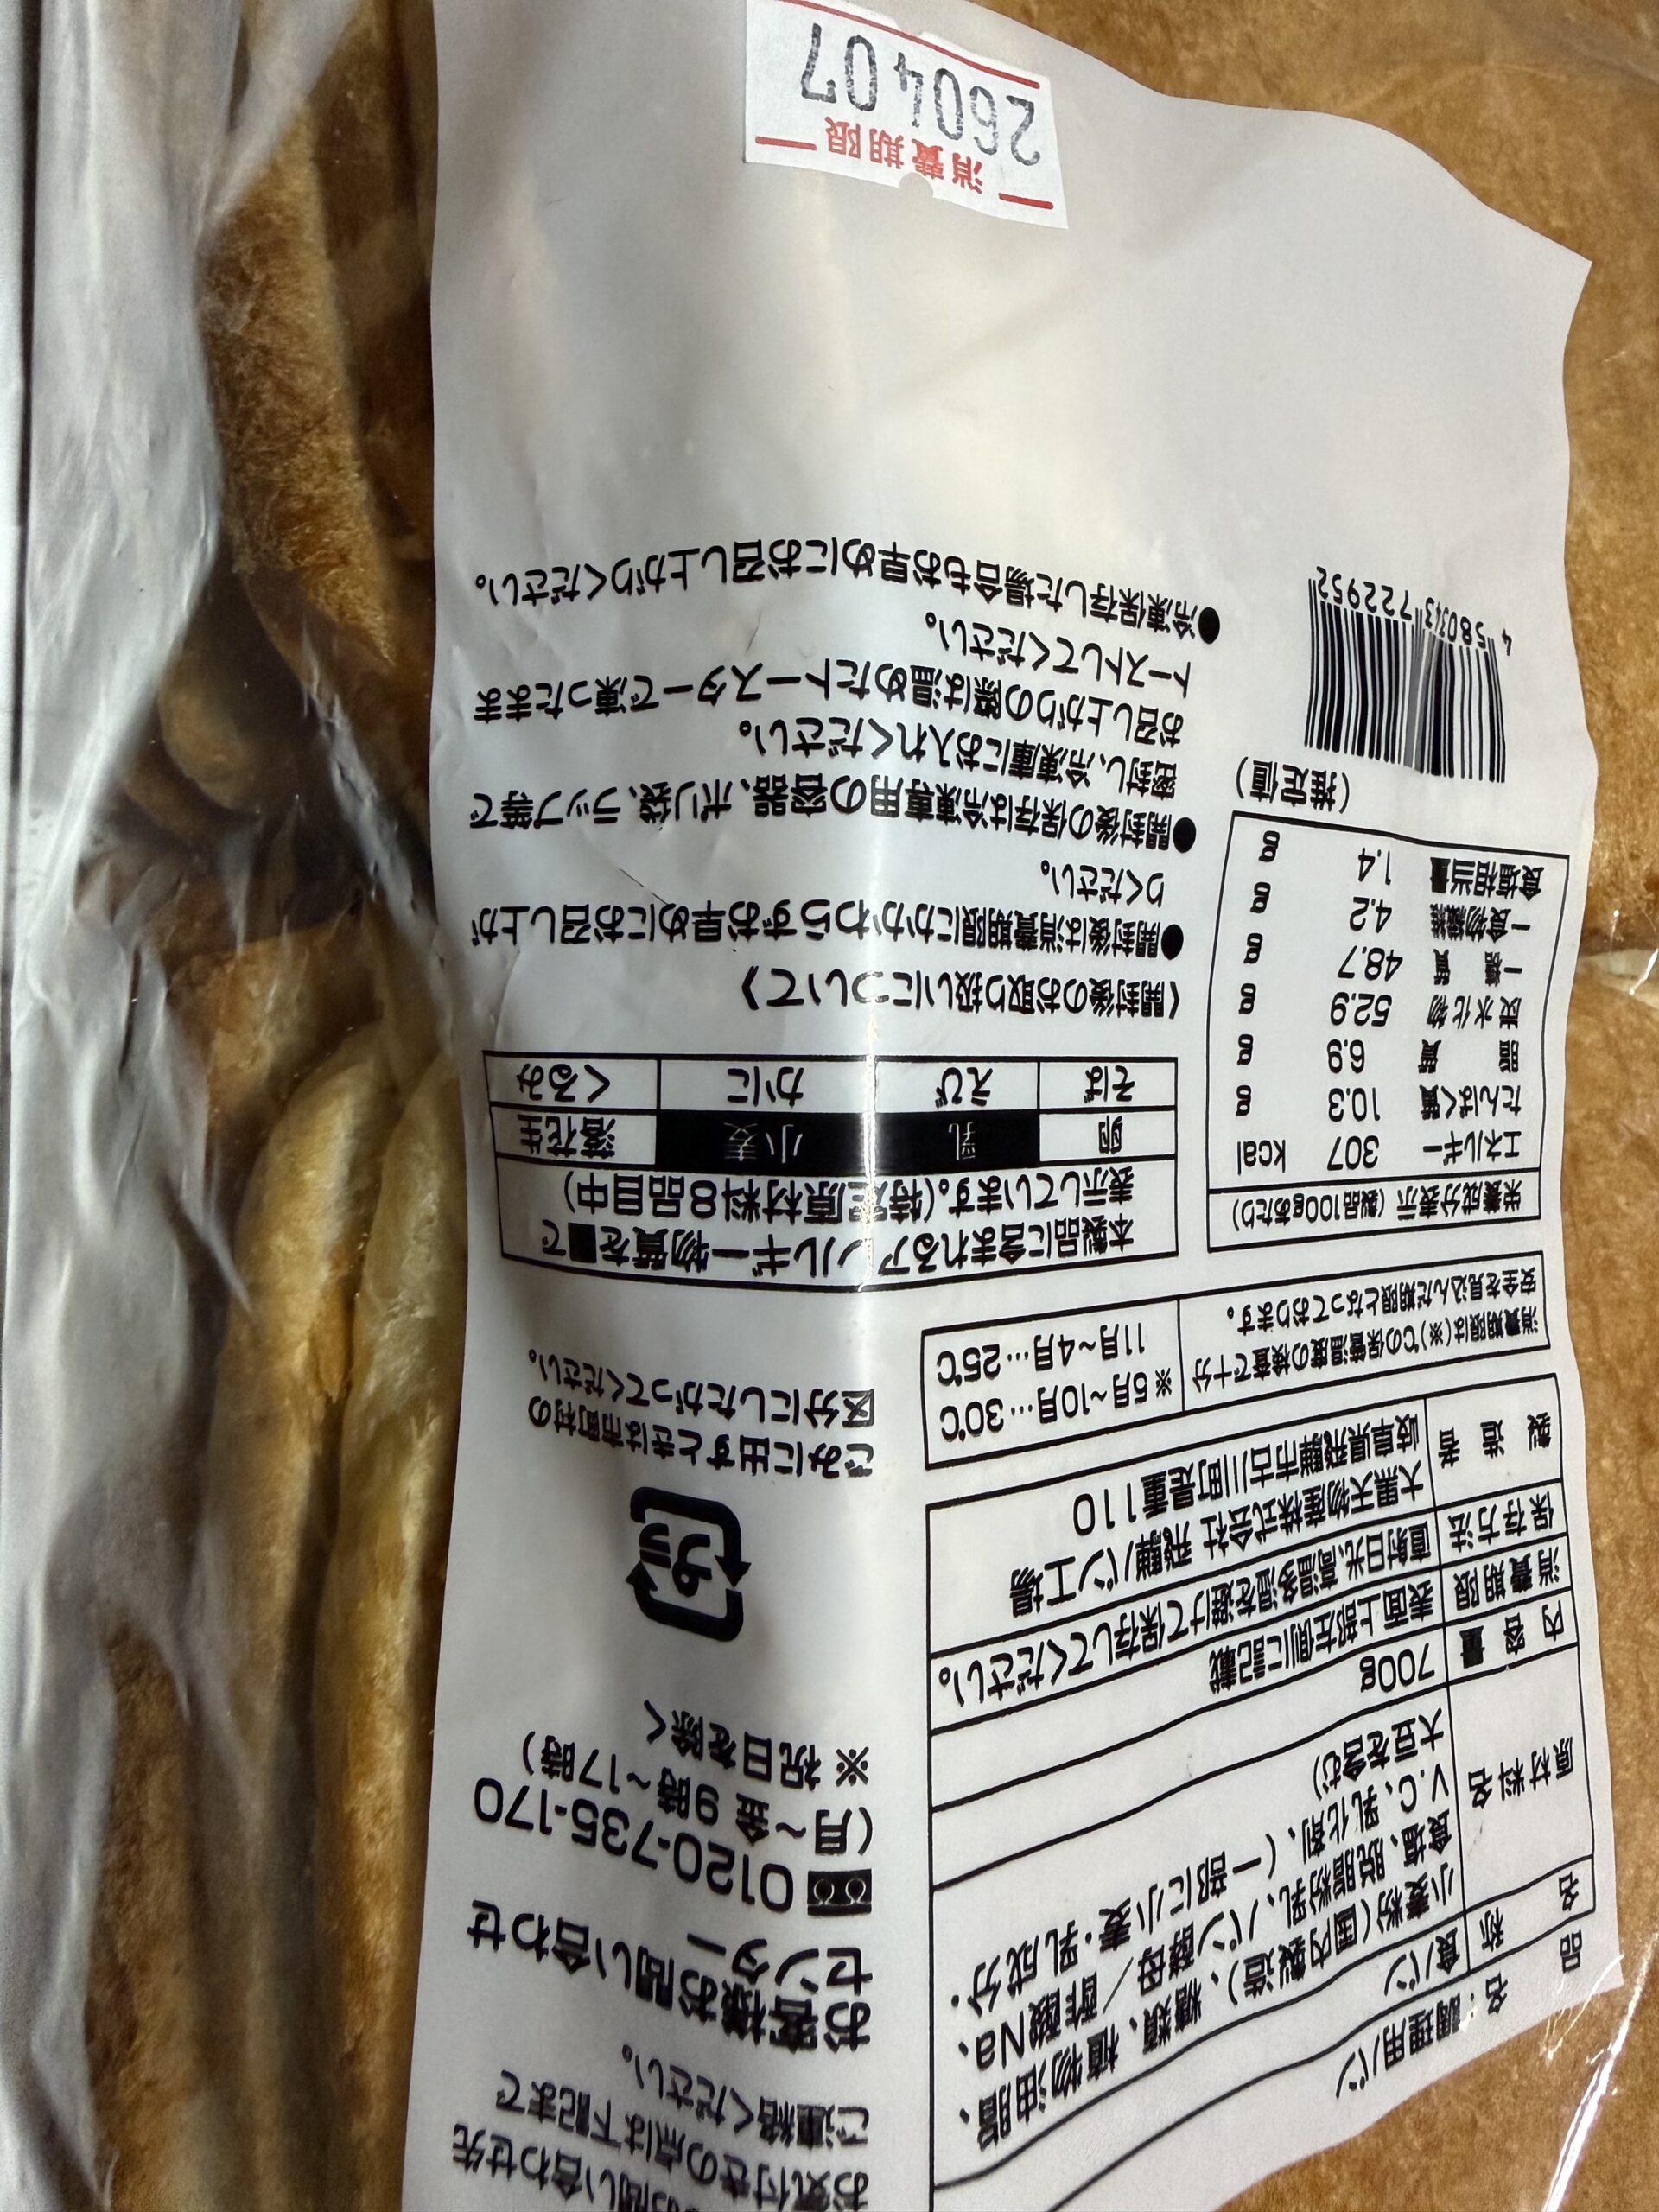 品名：調理用パン
名称 食パン
原材料名 小麦粉(国内製造)、糖類、植物油脂、
食塩、脱脂粉乳、パン酵母／酢酸Na、
V.C、乳化剤、(一部に小麦・乳成分・
大豆を含む)
内容量 700g
消費期限 表面上部左側に記載
保存方法 直射日光、高温多湿を避けて保存してください。
製造者 大黒天物産株式会社 飛騨パン工場
岐阜県飛騨市古川町是重110
消費期限は(※)℃の保管温度の検査で十分
安全を見込んだ期限となっております。
※5月~10月…30℃
11月~4月…25℃
栄養成分表示(製品100gあたり)
エネルギー 307 kcal
たんぱく質 10.3 g
脂質 6.9 g
炭水化物 52.9 g
-糖質 48.7 g
-食物繊維 4.2 g
食塩相当量 1.4 g
(推定値)
4 580343 722952
お問い合わせ先
お気付きの点は下記まで
ご連絡ください。
お客様お問い合わせ
センター
0120-735-170
(月~金 9時~17時)
※祝日を除く
プラ
ごみに出すときは市町村の
区分にしたがってください。
本製品に含まれるアレルギー物質を■で
表示しています。(特定原材料8品目中)
卵 乳 小麦 落花生
そば えび かに くるみ
《開封後のお取り扱いについて》
●開封後は消費期限にかかわらずお早めにお召し上が
りください。
●開封後の保存は冷凍専用の容器、ポリ袋、ラップ等で
密封し、冷凍庫にお入れください。
お召し上がりの際は温めたトースターで凍ったまま
トーストしてください。
●冷凍保存した場合もお早めにお召し上がりください。
消費期限
260407